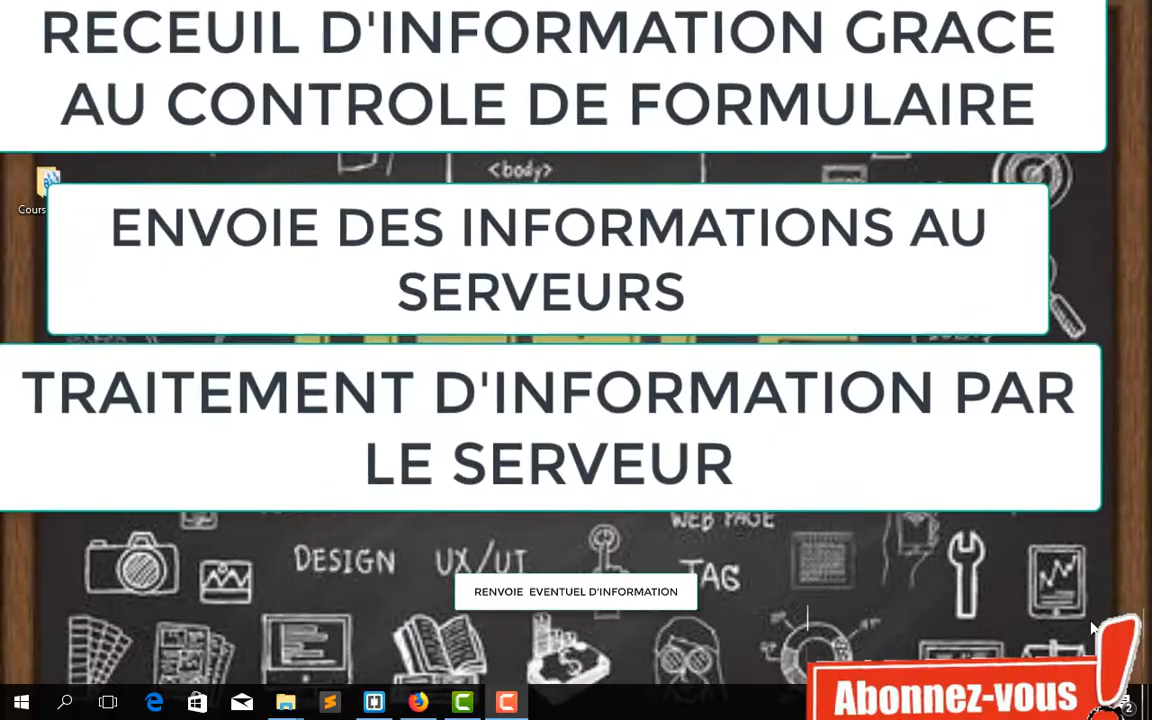 RECEUIL D'INFORMATION GRACE
AU CONTROLE DE FORMULAIRE
<body>
Cours
ENVOIE DES INFORMATIONS AU
SERVEURS
TRAITEMENT D'INFORMATION PAR
LE SERVEUR
WEB PAGE
DESIGN UX/UI TAG
RENVOIE EVENTUEL D'INFORMATION
Abonnez-vous
2